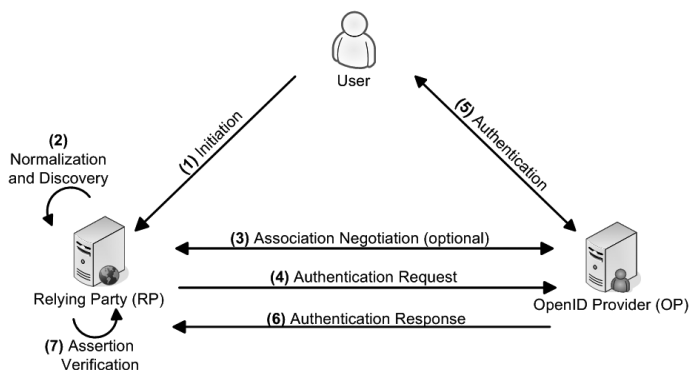 User
(1) Initiation
(5) Authentication
(2)
Normalization
and Discovery
(3) Association Negotiation (optional)
(4) Authentication Request
Relying Party (RP)
OpenID Provider (OP)
(6) Authentication Response
(7) Assertion
Verification